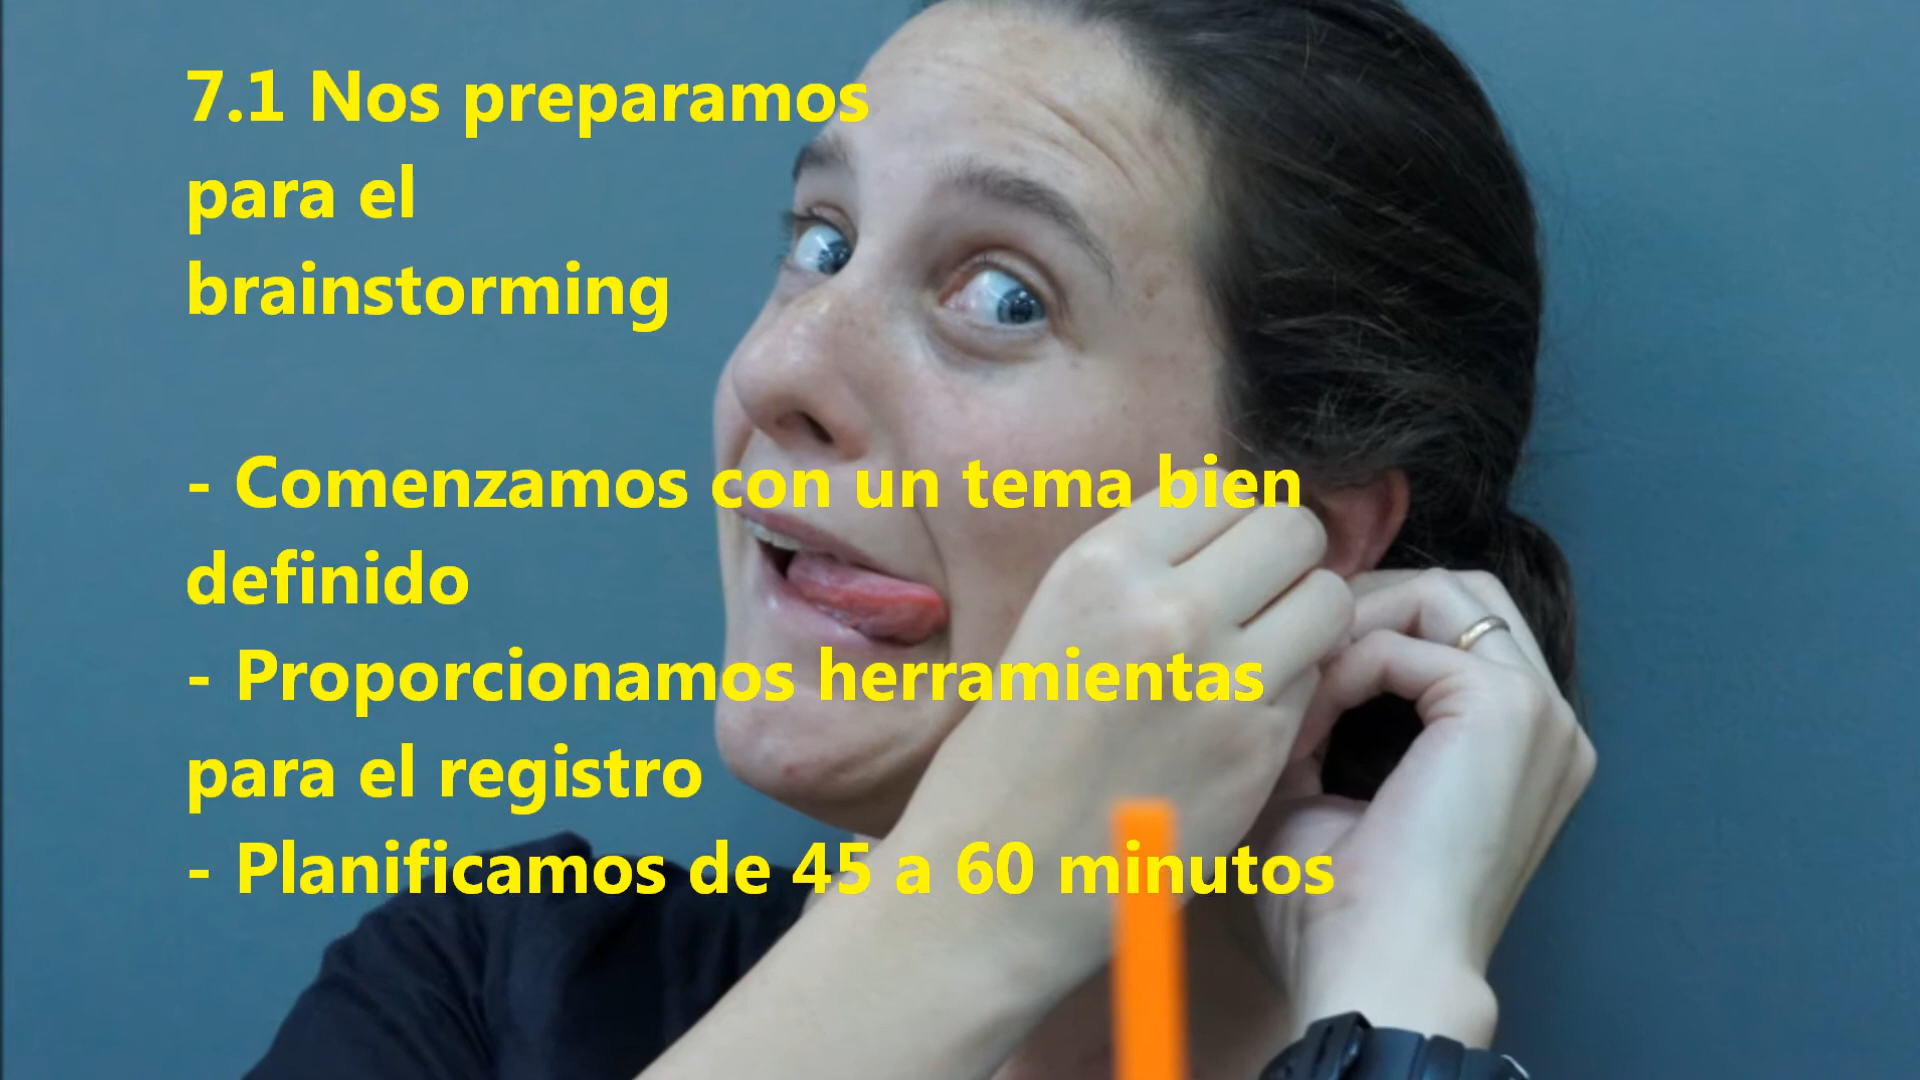 7.1 Nos preparamos
para el
brainstorming
- Comenzamos con un tema bien
definido
- Proporcionamos herramientas
para el registro
- Planificamos de 45 a 60 minutos